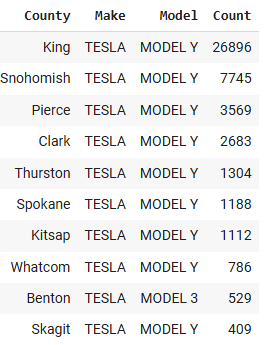 County Make Model Count
King TESLA MODEL Y 26896
Snohomish TESLA MODEL Y 7745
Pierce TESLA MODEL Y 3569
Clark TESLA MODEL Y 2683
Thurston TESLA MODEL Y 1304
Spokane TESLA MODEL Y 1188
Kitsap TESLA MODEL Y 1112
Whatcom TESLA MODEL Y 786
Benton TESLA MODEL 3 529
Skagit TESLA MODEL Y 409